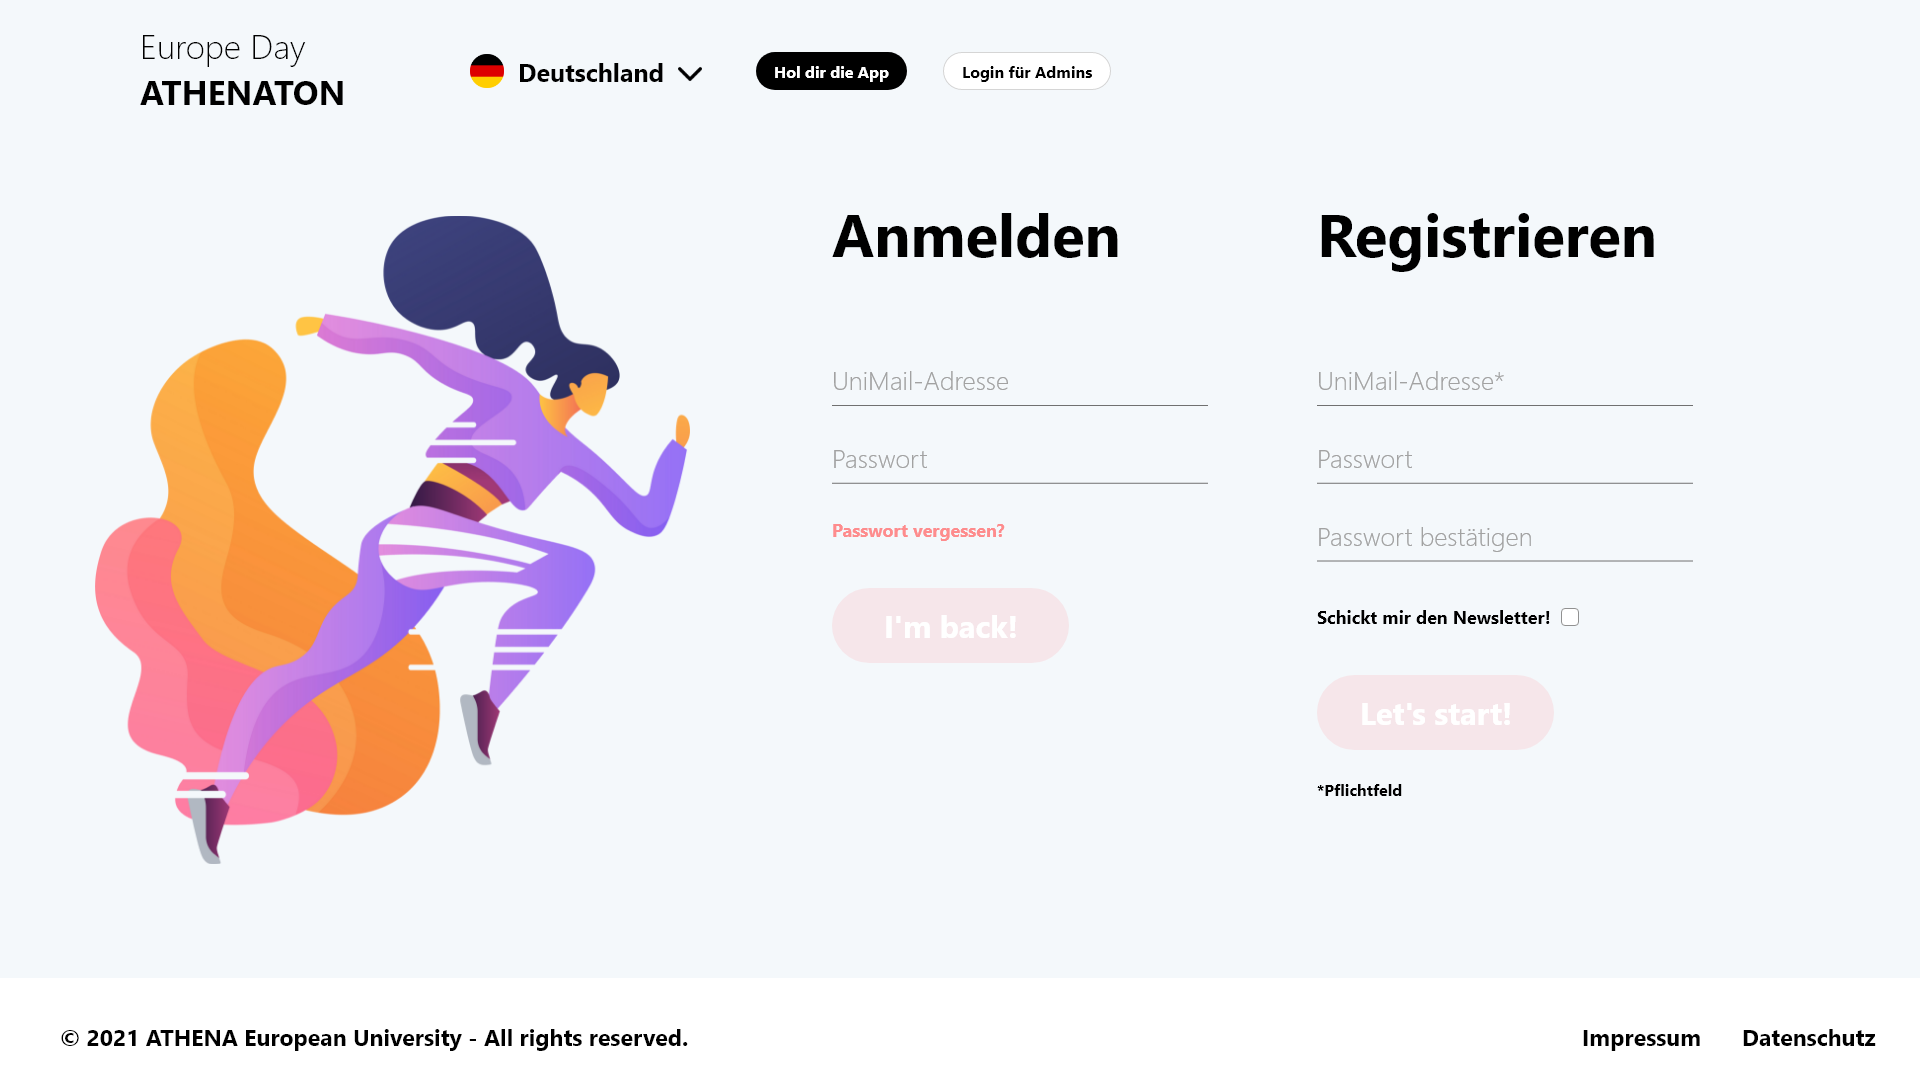 Europe Day
ATHENATON
Deutschland
Hol dir die App
Login für Admins
Anmelden
UniMail-Adresse
Passwort
Passwort vergessen?
I'm back!
Registrieren
UniMail-Adresse*
Passwort
Passwort bestätigen
Schickt mir den Newsletter!
Let's start!
*Pflichtfeld
© 2021 ATHENA European University - All rights reserved.
Impressum
Datenschutz